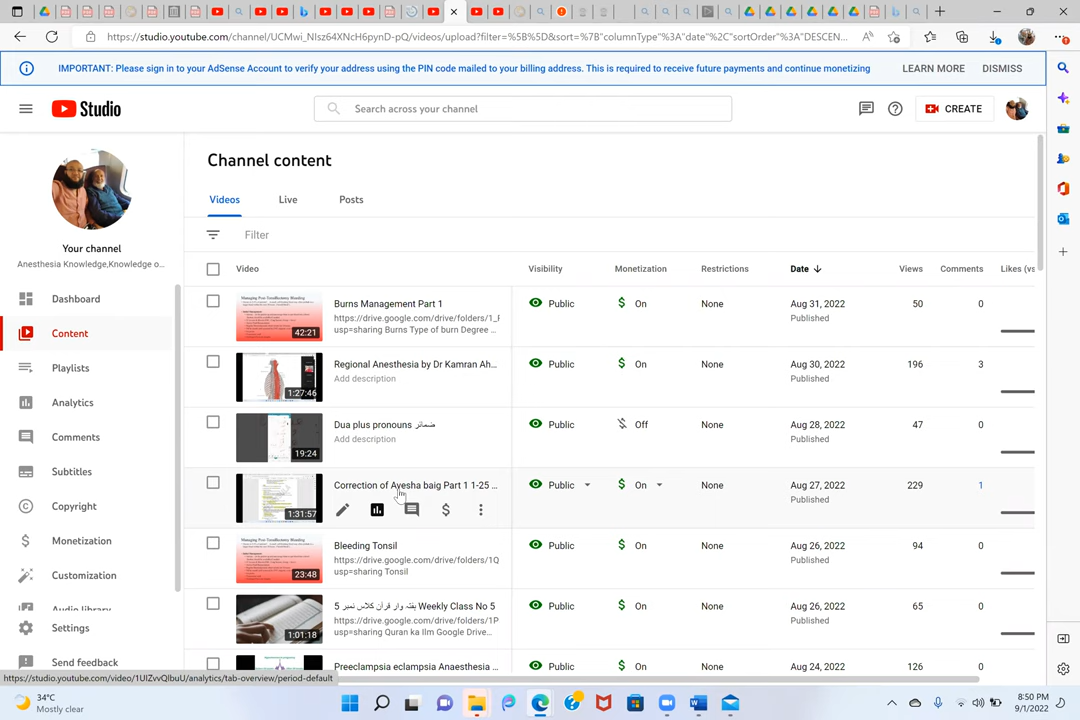 https://studio.youtube.com/channel/UCMwi_NIsz64XNcH6pynD-pQ/videos/upload?filter=%5B%5D&sort=%7B"columnType"%3A"date"%2C"sortOrder"%3A"DESCEN...
IMPORTANT: Please sign in to your AdSense Account to verify your address using the PIN code mailed to your billing address. This is required to receive future payments and continue monetizing
LEARN MORE
DISMISS
Studio
Search across your channel
CREATE
Channel content
Videos
Live
Posts
Your channel
Anesthesia Knowledge,Knowledge o...
Filter
Video
Visibility
Monetization
Restrictions
Date
Views
Comments
Likes (vs
Dashboard
Content
Playlists
Analytics
Comments
Subtitles
Copyright
Monetization
Customization
Audio library
Settings
Send feedback
42:21
Burns Management Part 1
https://drive.google.com/drive/folders/1_F
usp=sharing Burns Type of burn Degree ...
Public
On
None
Aug 31, 2022
Published
50
0
1:27:46
Regional Anesthesia by Dr Kamran Ah...
Add description
Public
On
None
Aug 30, 2022
Published
196
3
19:24
Dua plus pronouns ضمائر
Add description
Public
Off
None
Aug 28, 2022
Published
47
0
1:31:57
Correction of Ayesha baig Part 1 1-25 ...
Public
On
None
Aug 27, 2022
Published
229
1
23:48
Bleeding Tonsil
https://drive.google.com/drive/folders/1Q
usp=sharing Tonsil
Public
On
None
Aug 26, 2022
Published
94
0
1:01:18
ہفتہ وار قرآن کلاس نمبر 5 Weekly Class No 5
https://drive.google.com/drive/folders/1P
usp=sharing Quran ka Ilm Google Drive...
Public
On
None
Aug 26, 2022
Published
65
0
Preeclampsia eclampsia Anaesthesia ...
Public
On
None
Aug 24, 2022
126
0
https://studio.youtube.com/video/1UIZvvQlbuU/analytics/tab-overview/period-default
34°C
Mostly clear
8:50 PM
9/1/2022